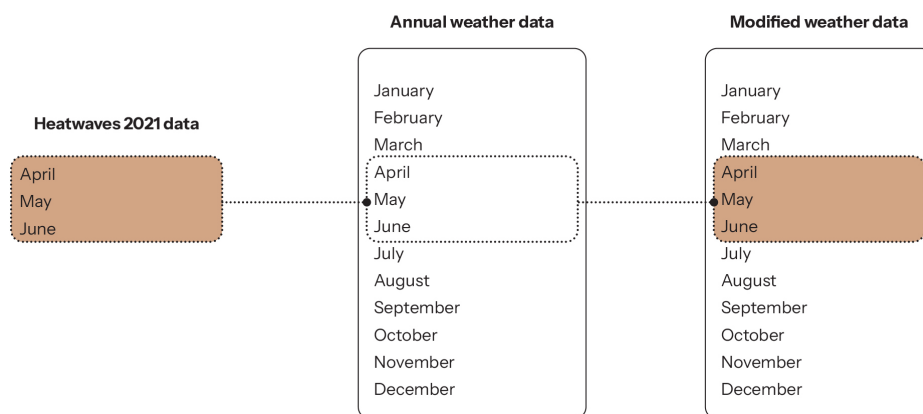 Heatwaves 2021 data
April
May
June
Annual weather data
January
February
March
April
May
June
July
August
September
October
November
December
Modified weather data
January
February
March
April
May
June
July
August
September
October
November
December